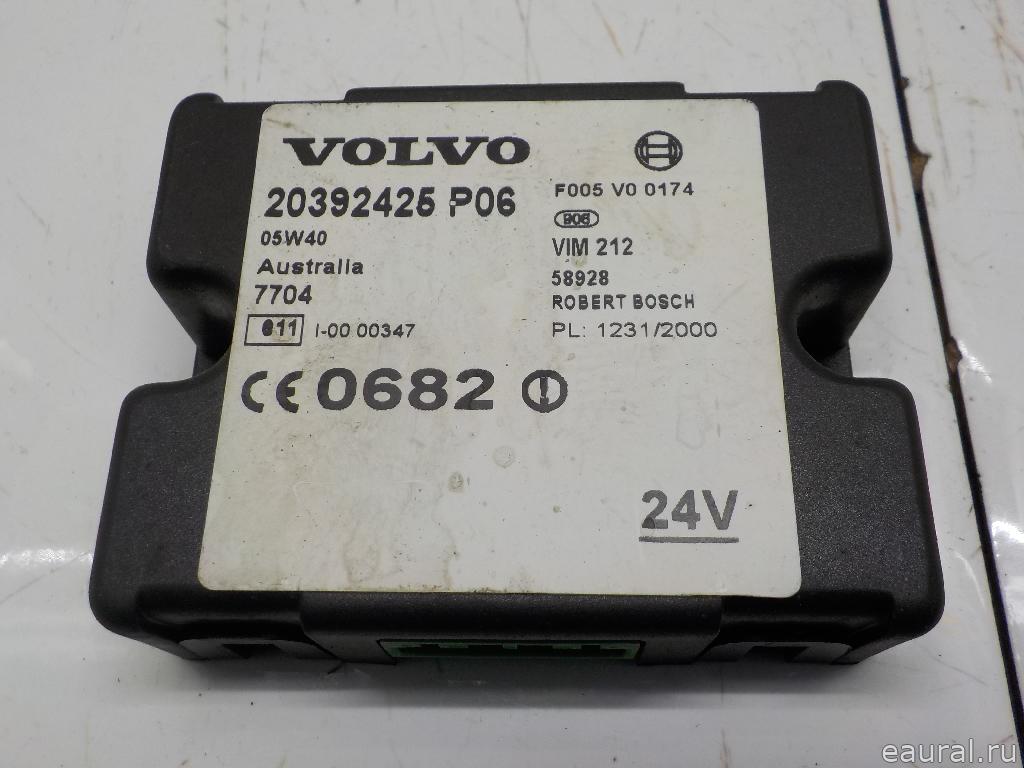 VOLVO
20392425 P06
05W40
Australia
7704
611 I-00 00347
CE 0682
F005 V0 0174
906
VIM 212
58928
ROBERT BOSCH
PL: 1231/2000
24V
eaural.ru